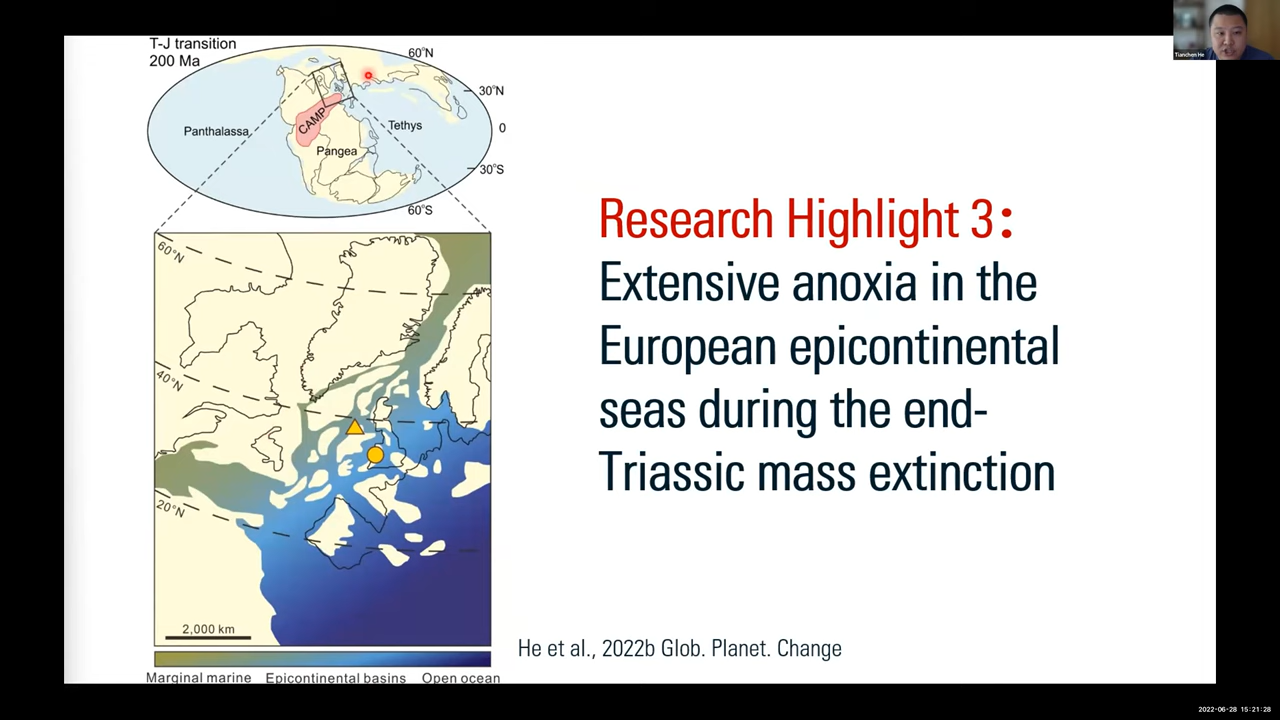 T-J transition
200 Ma
60°N
30°N
CAMP
Panthalassa
Tethys
0
Pangea
30°S
60°S
60°N
40°N
20°N
2,000 km
Marginal marine Epicontinental basins Open ocean
Research Highlight 3:
Extensive anoxia in the
European epicontinental
seas during the end-
Triassic mass extinction
He et al., 2022b Glob. Planet. Change
Tianchen He
2022-06-28 15:21:28